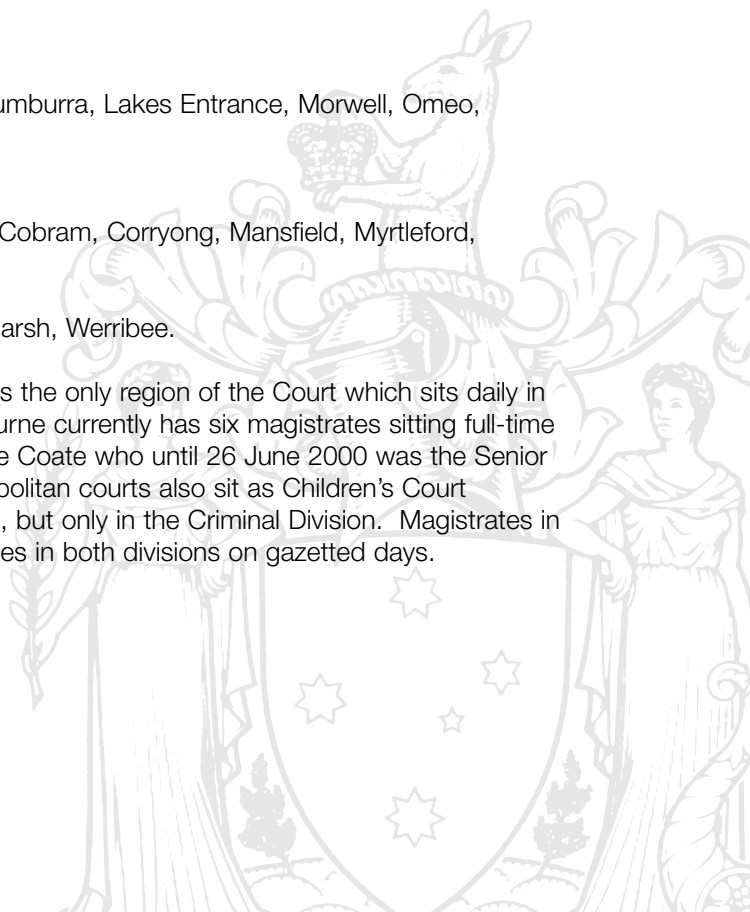 umburra, Lakes Entrance, Morwell, Omeo,
Cobram, Corryong, Mansfield, Myrtleford,
arsh, Werribee.
s the only region of the Court which sits daily in
urne currently has six magistrates sitting full-time
e Coate who until 26 June 2000 was the Senior
politan courts also sit as Children's Court
, but only in the Criminal Division.  Magistrates in
es in both divisions on gazetted days.